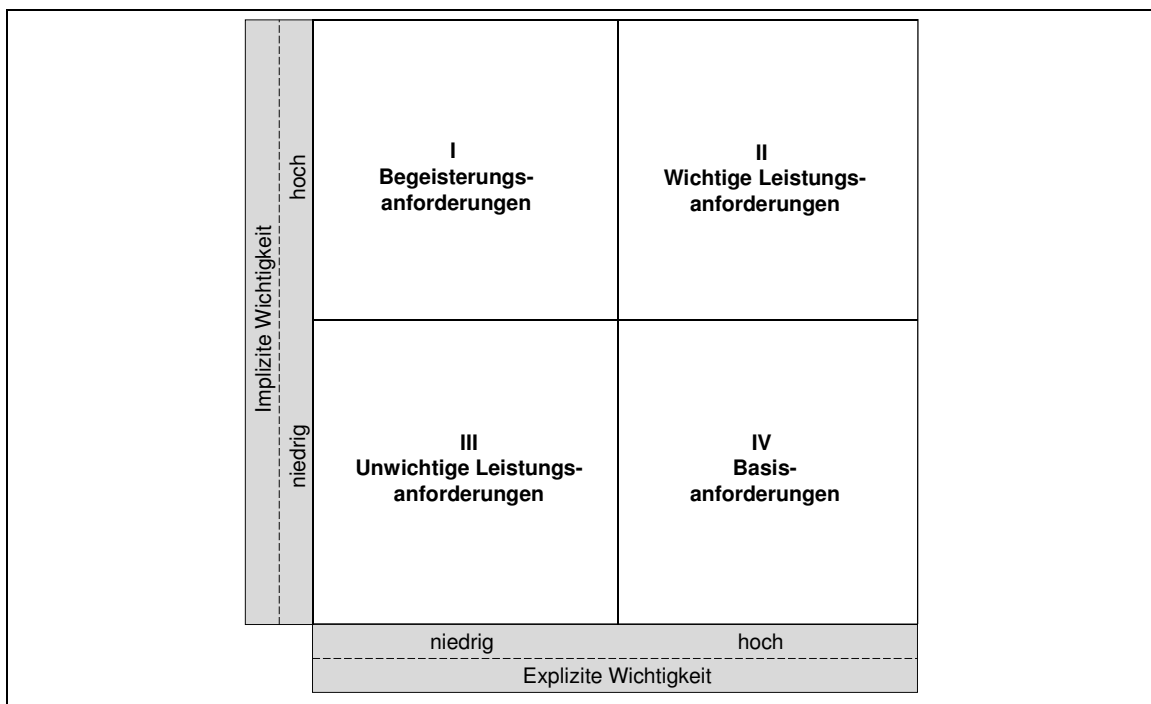 Implizite Wichtigkeit
hoch
niedrig
I
Begeisterungs-
anforderungen
II
Wichtige Leistungs-
anforderungen
III
Unwichtige Leistungs-
anforderungen
IV
Basis-
anforderungen
niedrig
hoch
Explizite Wichtigkeit